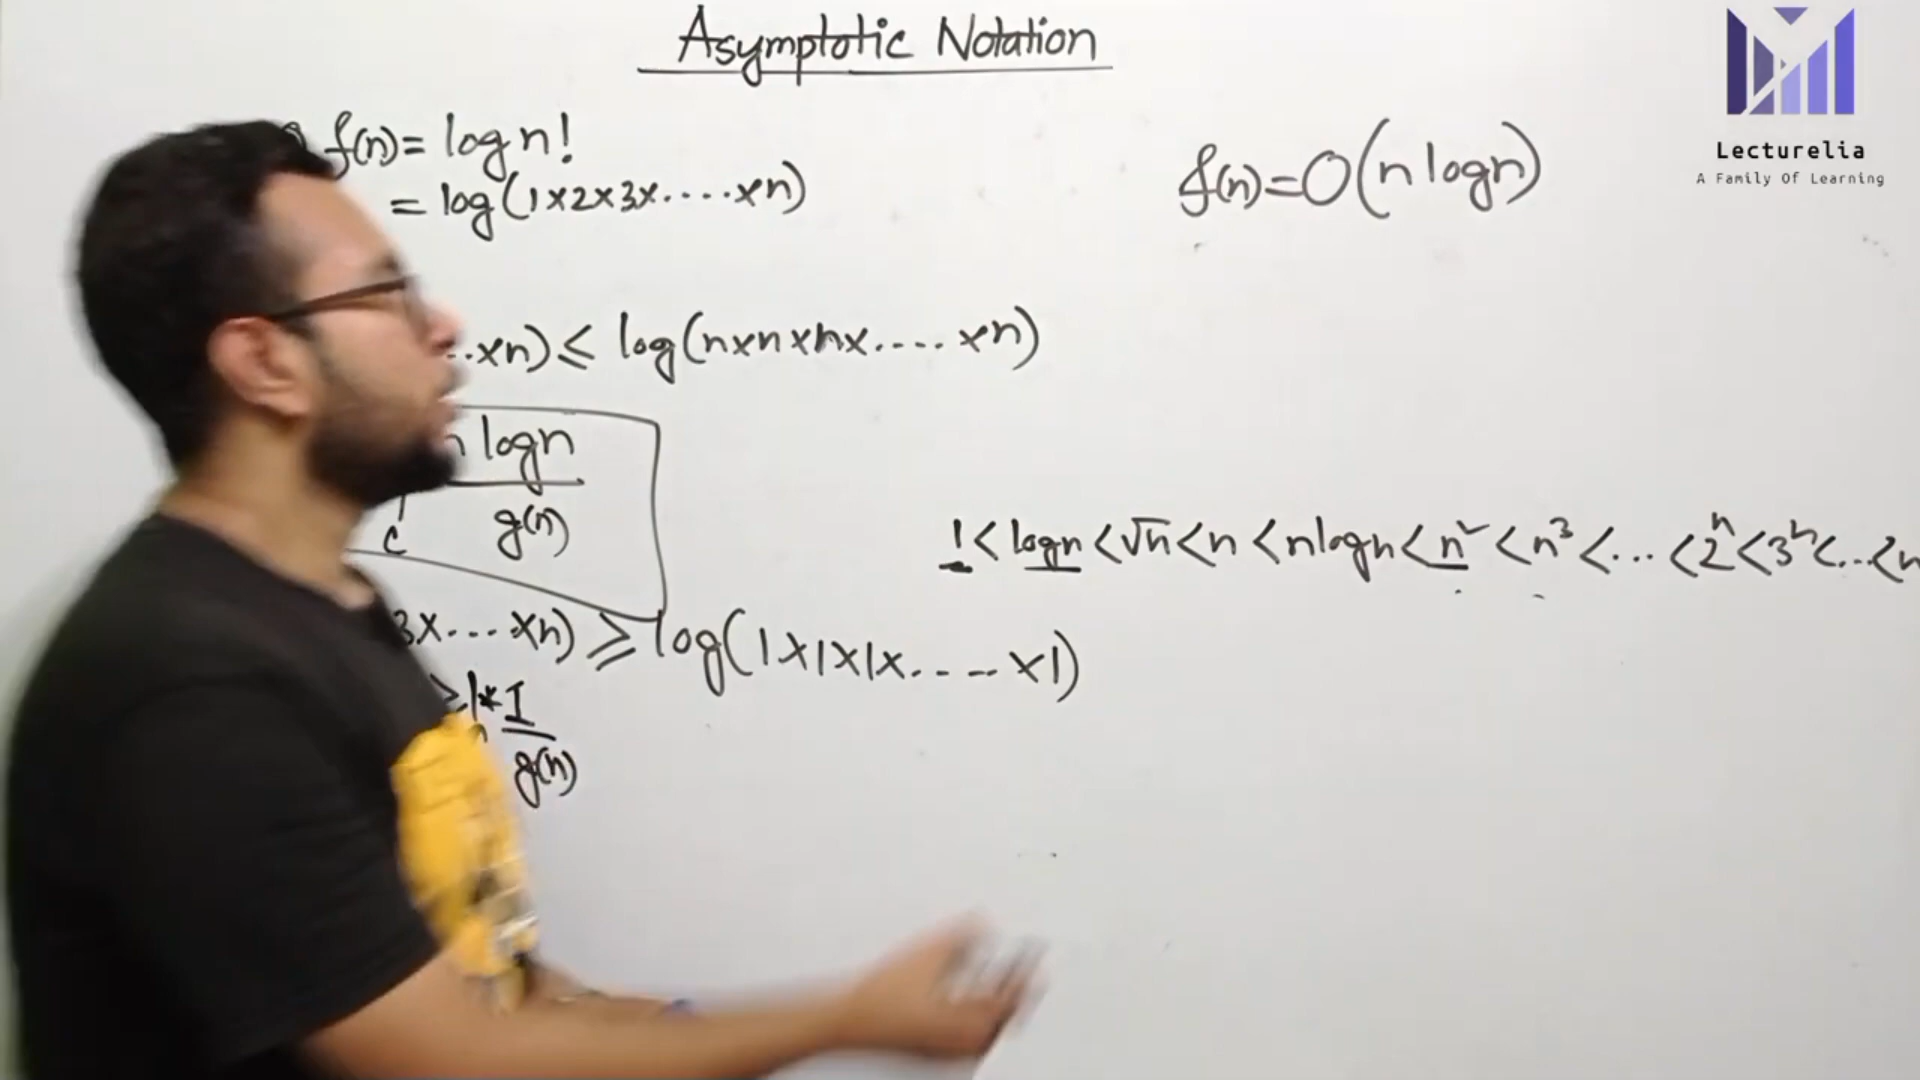 Asymptotic Notation
Lecturelia
A Family Of Learning
f(n) = log n!
= log(1×2×3×....×n)
f(n)=O(n logn)
..×n) ≤ log(n×n×n×....×n)
logn
c g(n)
1 < logn < √n < n < nlogn < n² < n³ < ... < 2ⁿ < 3ⁿ < ... < n
3×...×n) ≥ log(1×1×1×....×1)
≥ 1*1
g(n)